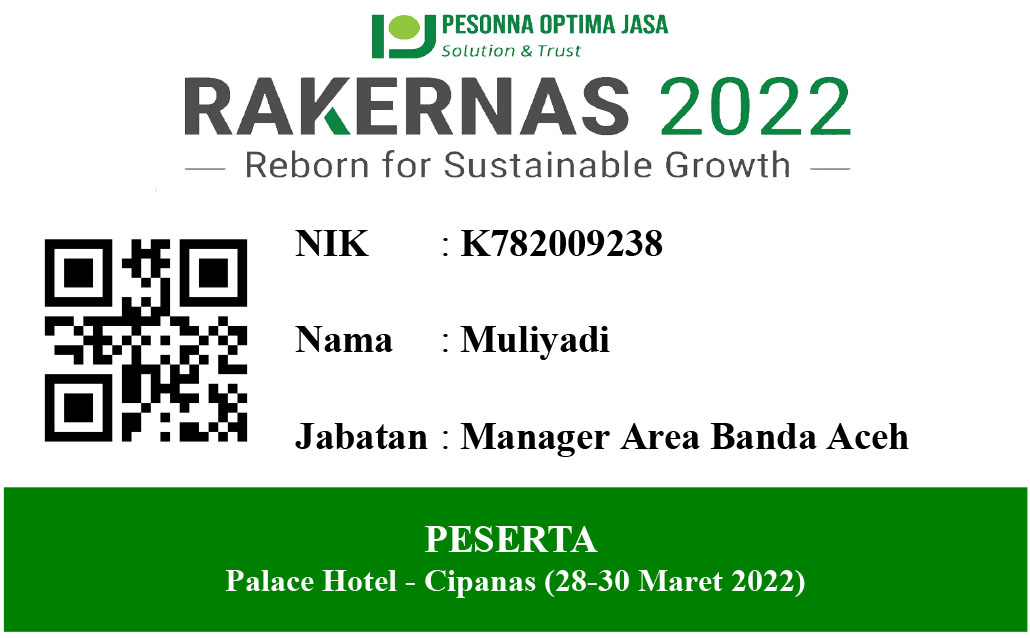 PESONNA OPTIMA JASA
Solution & Trust
RAKERNAS 2022
Reborn for Sustainable Growth
NIK : K782009238
Nama : Muliyadi
Jabatan : Manager Area Banda Aceh
PESERTA
Palace Hotel - Cipanas (28-30 Maret 2022)